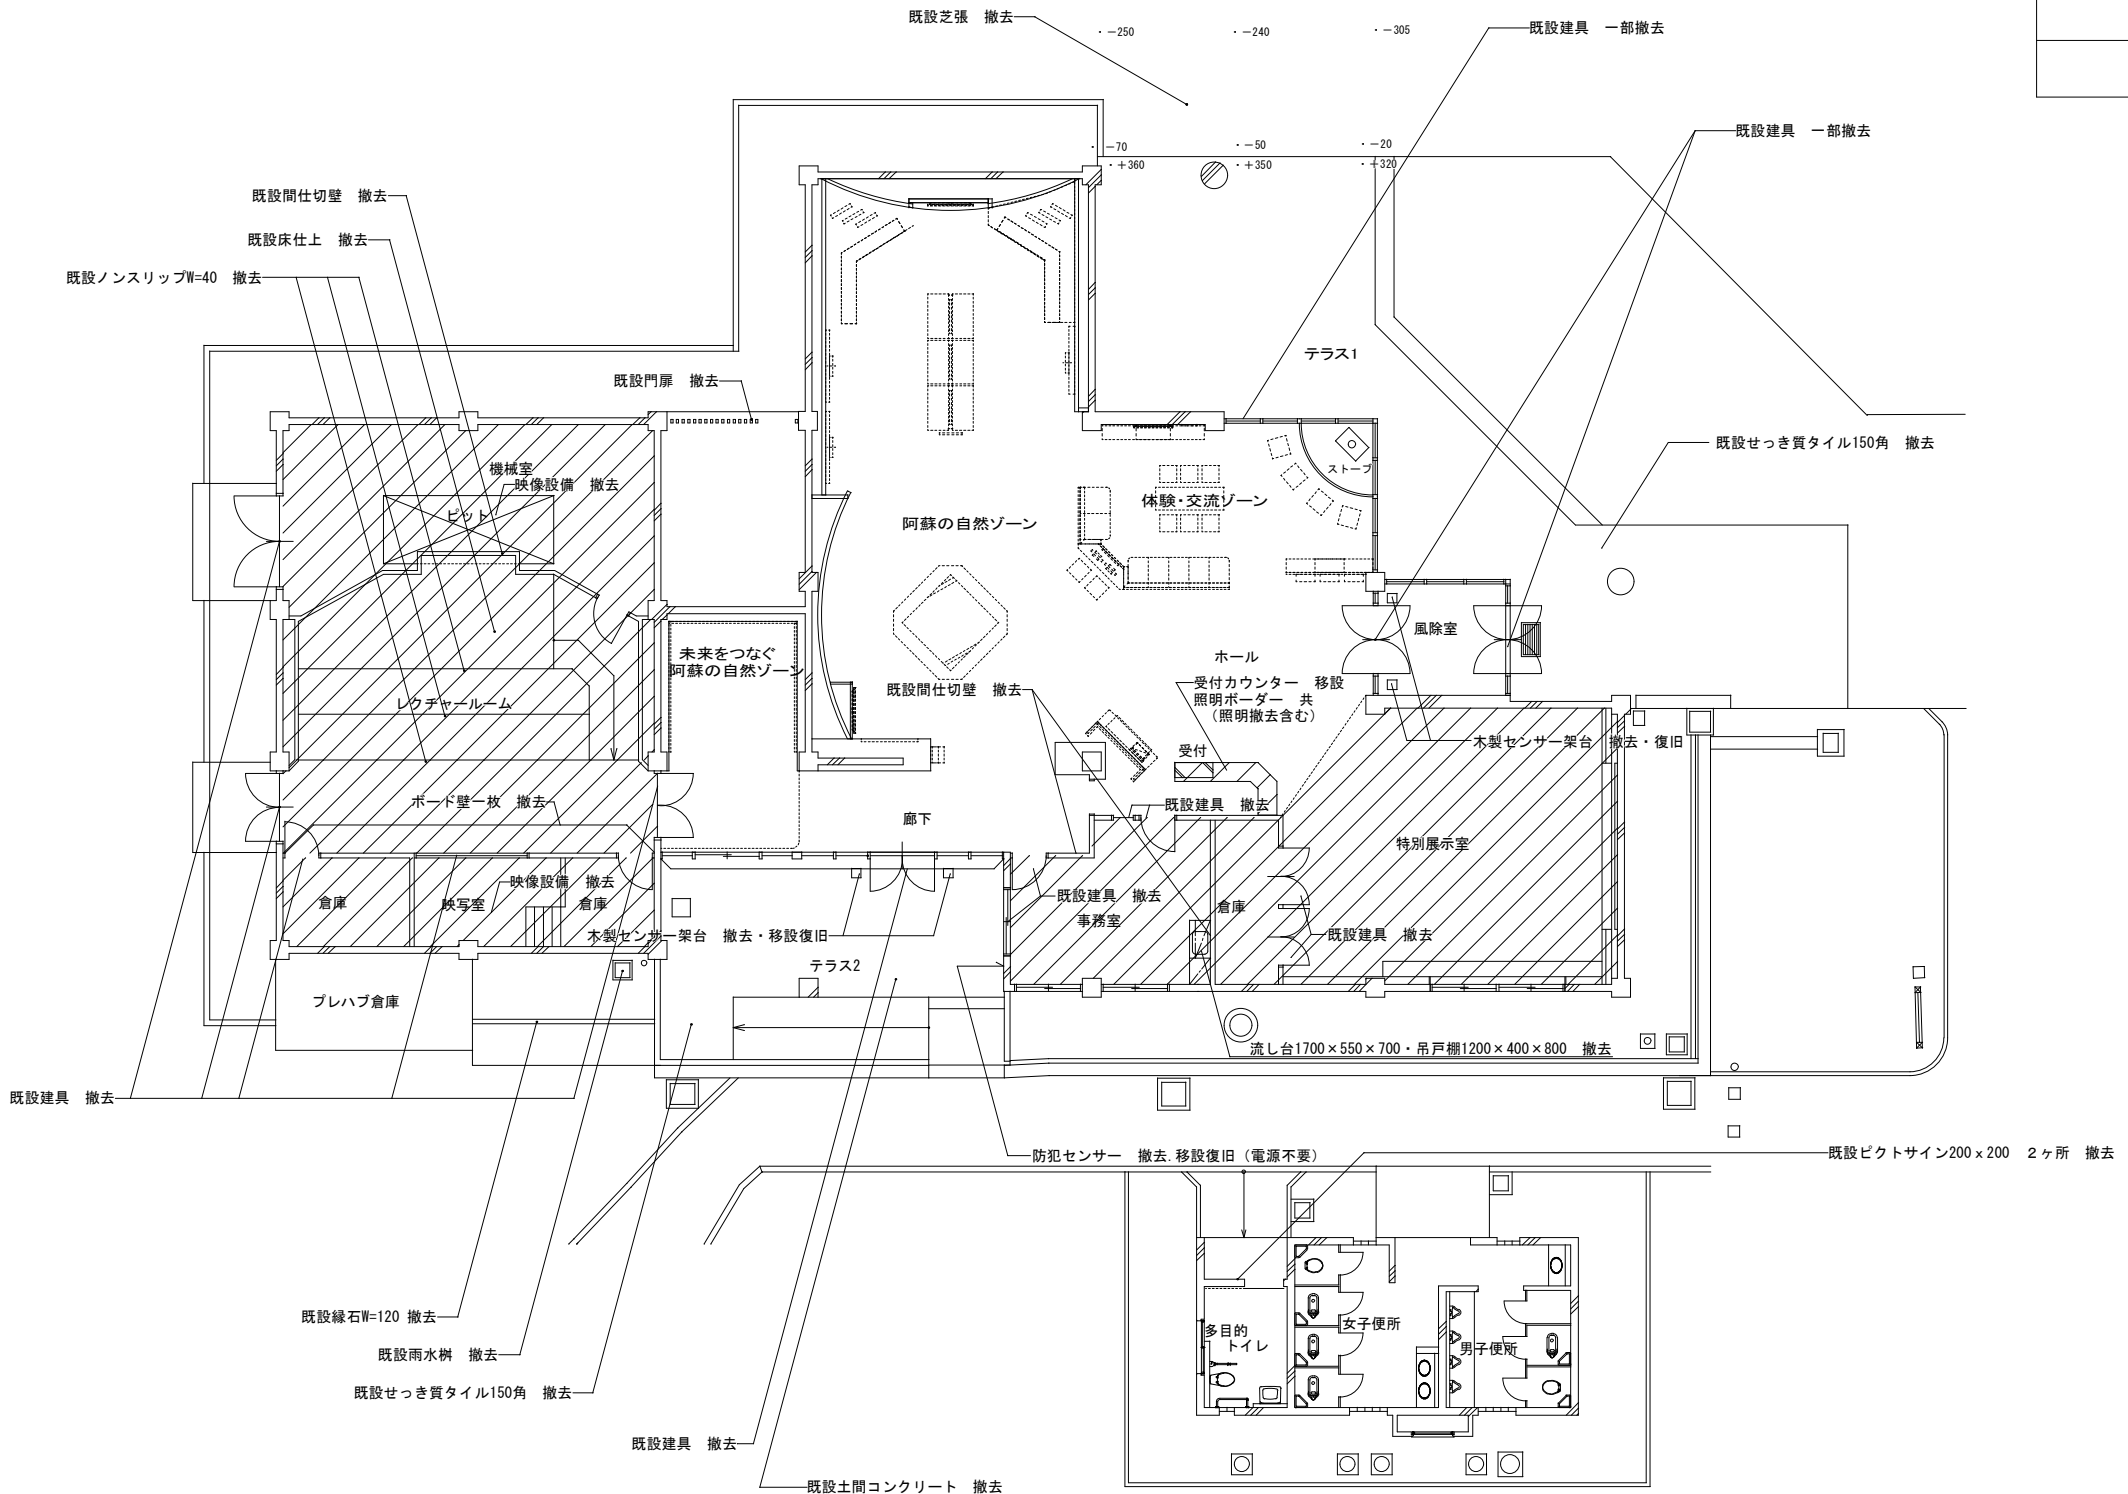 既設芝張　撤去
・－250
・－240
・－305
既設建具　一部撤去
既設建具　一部撤去
・－70
・－50
・－20
・＋360
・＋350
・＋320
既設間仕切壁　撤去
既設床仕上　撤去
既設ノンスリップW=40　撤去
テラス1
既設門扉　撤去
既設せっき質タイル150角　撤去
機械室
映像設備　撤去
ピット
ストーブ
体験・交流ゾーン
阿蘇の自然ゾーン
風除室
未来をつなぐ
阿蘇の自然ゾーン
ホール
既設間仕切壁　撤去
受付カウンター　移設
照明ボーダー　共
（照明撤去含む）
レクチャールーム
木製センサー架台　撤去・復旧
受付
ボード壁一枚　撤去
既設建具　撤去
廊下
特別展示室
映像設備　撤去
倉庫
映写室
倉庫
既設建具　撤去
事務室
倉庫
木製センサー架台　撤去・移設復旧
既設建具　撤去
テラス2
プレハブ倉庫
流し台1700×550×700・吊戸棚1200×400×800　撤去
既設建具　撤去
防犯センサー　撤去.移設復旧（電源不要）
既設ピクトサイン200ｘ200　２ヶ所　撤去
既設縁石W=120 撤去
多目的
トイレ
女子便所
男子便所
既設雨水桝　撤去
既設せっき質タイル150角　撤去
既設建具　撤去
既設土間コンクリート　撤去